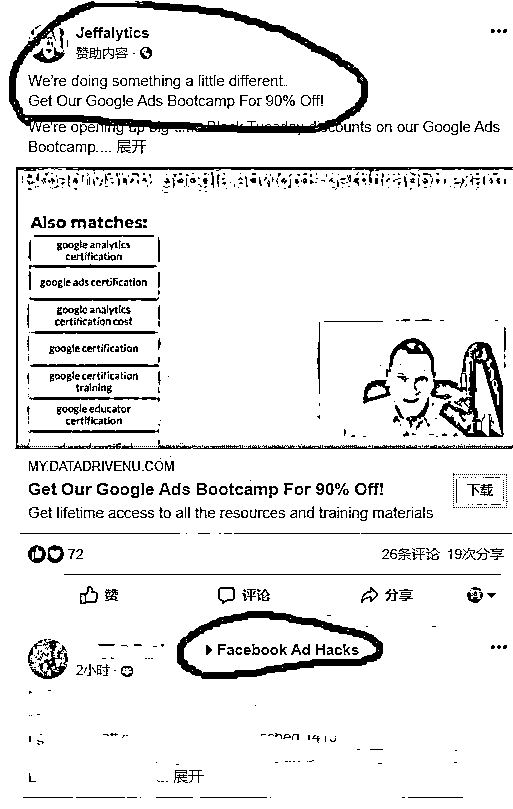 Jeffalytics
赞助内容 ·
We're doing something a little different..
Get Our Google Ads Bootcamp For 90% Off!
We're opening up big-time Black Tuesday discounts on our Google Ads
Bootcamp.... 展开
google adwords certification exam
Also matches:
google analytics
certification
google ads certification
google analytics
certification cost
google certification
google certification
training
google educator
certification
MY.DATADRIVENU.COM
Get Our Google Ads Bootcamp For 90% Off!
下载
Get lifetime access to all the resources and training materials
72
26条评论 19次分享
赞
评论
分享
Facebook Ad Hacks
2小时 ·
... 展开